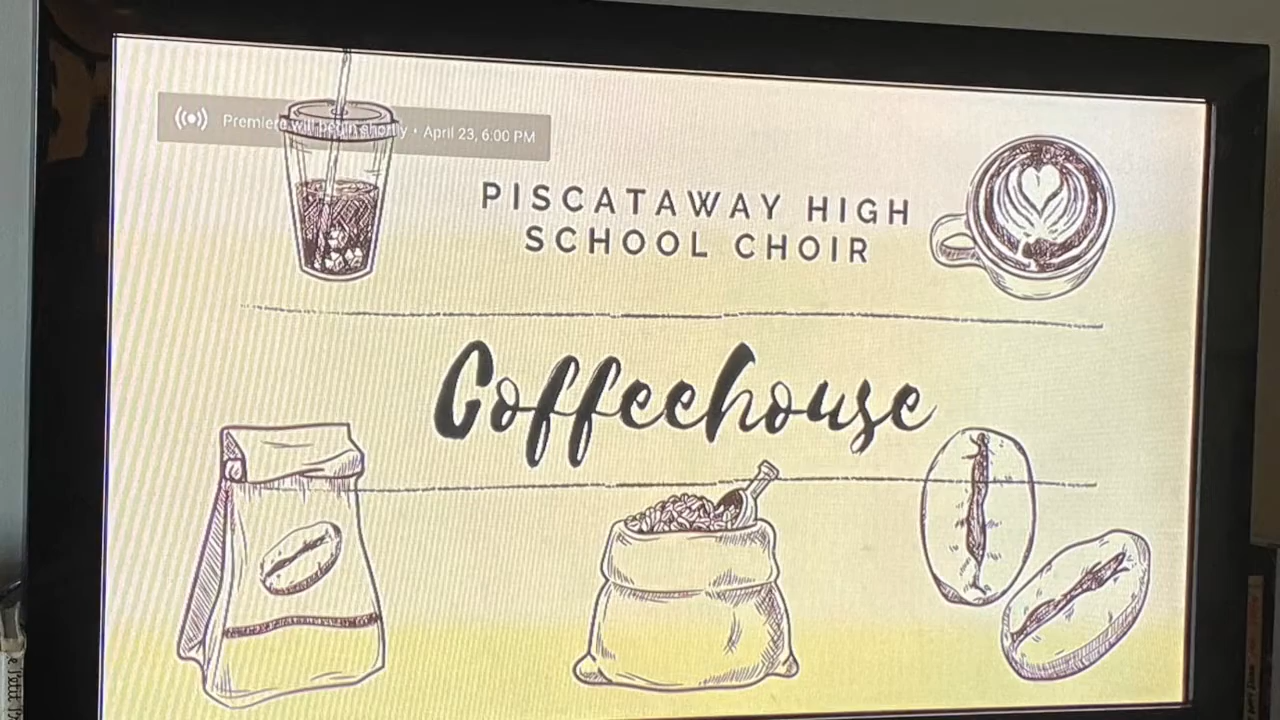 Premiere will begin shortly • April 23, 6:00 PM
PISCATAWAY HIGH
SCHOOL CHOIR
Coffeehouse